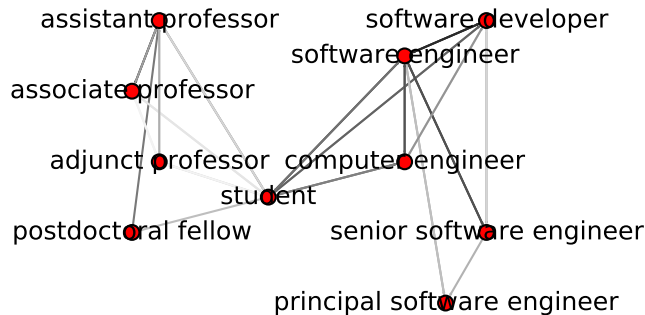 assistant professor
software developer
software engineer
associate professor
adjunct professor
computer engineer
student
postdoctoral fellow
senior software engineer
principal software engineer